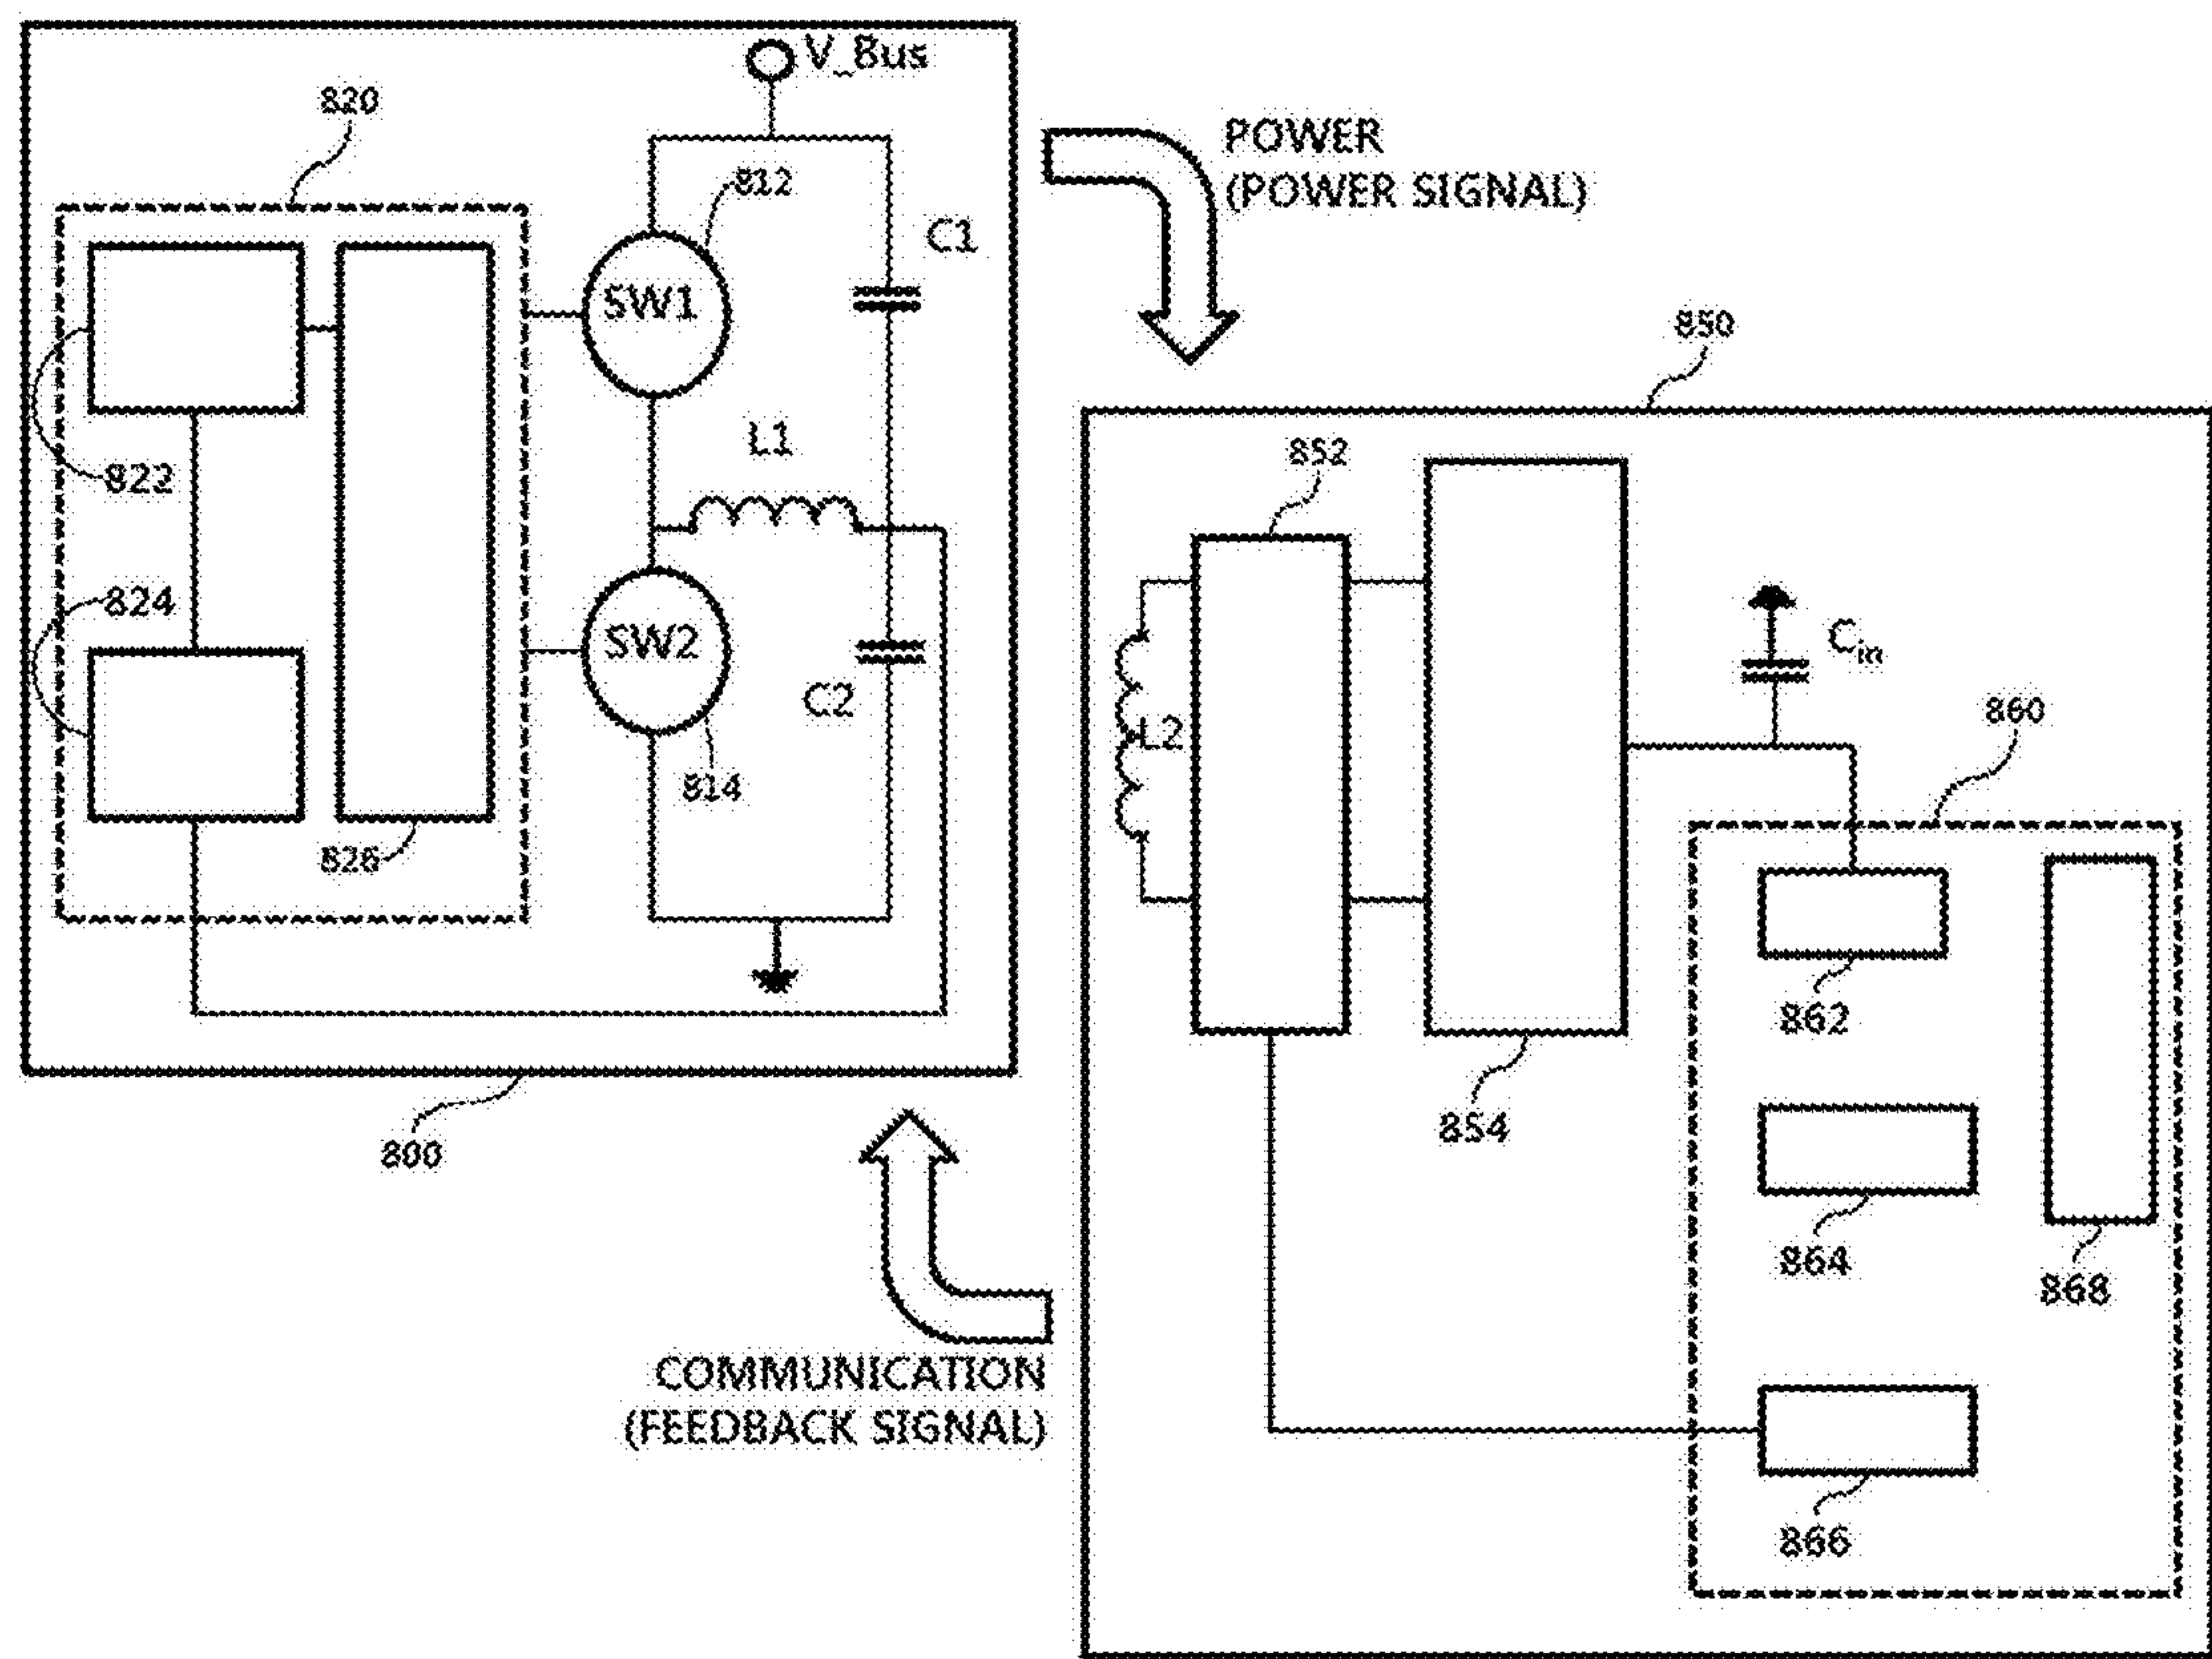 V_Bus
820
812
C1
SW1
L1
822
824
SW2
C2
814
826
800
POWER
(POWER SIGNAL)
850
852
L2
Cin
860
862
854
864
868
866
COMMUNICATION
(FEEDBACK SIGNAL)